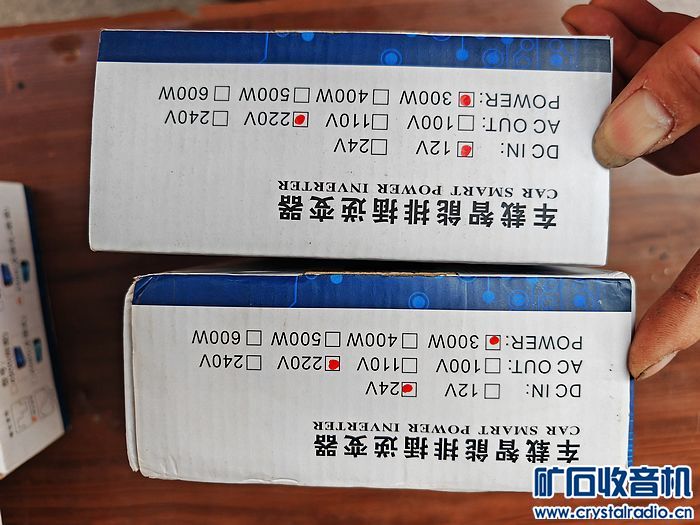 车载智能排插逆变器
CAR SMART POWER INVERTER
DC IN: ☑12V □24V
AC OUT: □100V □110V ☑220V □240V
POWER: ☑300W □400W □500W □600W
车载智能排插逆变器
CAR SMART POWER INVERTER
DC IN: □12V ☑24V
AC OUT: □100V □110V ☑220V □240V
POWER: ☑300W □400W □500W □600W
矿石收音机
www.crystalradio.cn